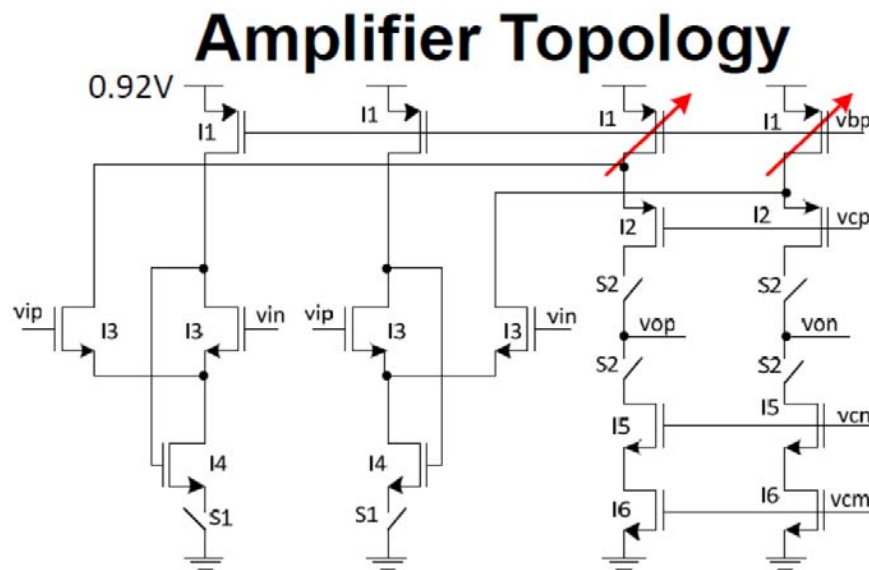 Amplifier Topology
0.92V
I1
I1
I1
I1
vbp
I2
I2
vcp
S2
S2
vip
I3
I3
vin
vip
I3
I3
vin
vop
von
S2
S2
I5
I5
vcn
I4
I4
S1
S1
I6
I6
vcm